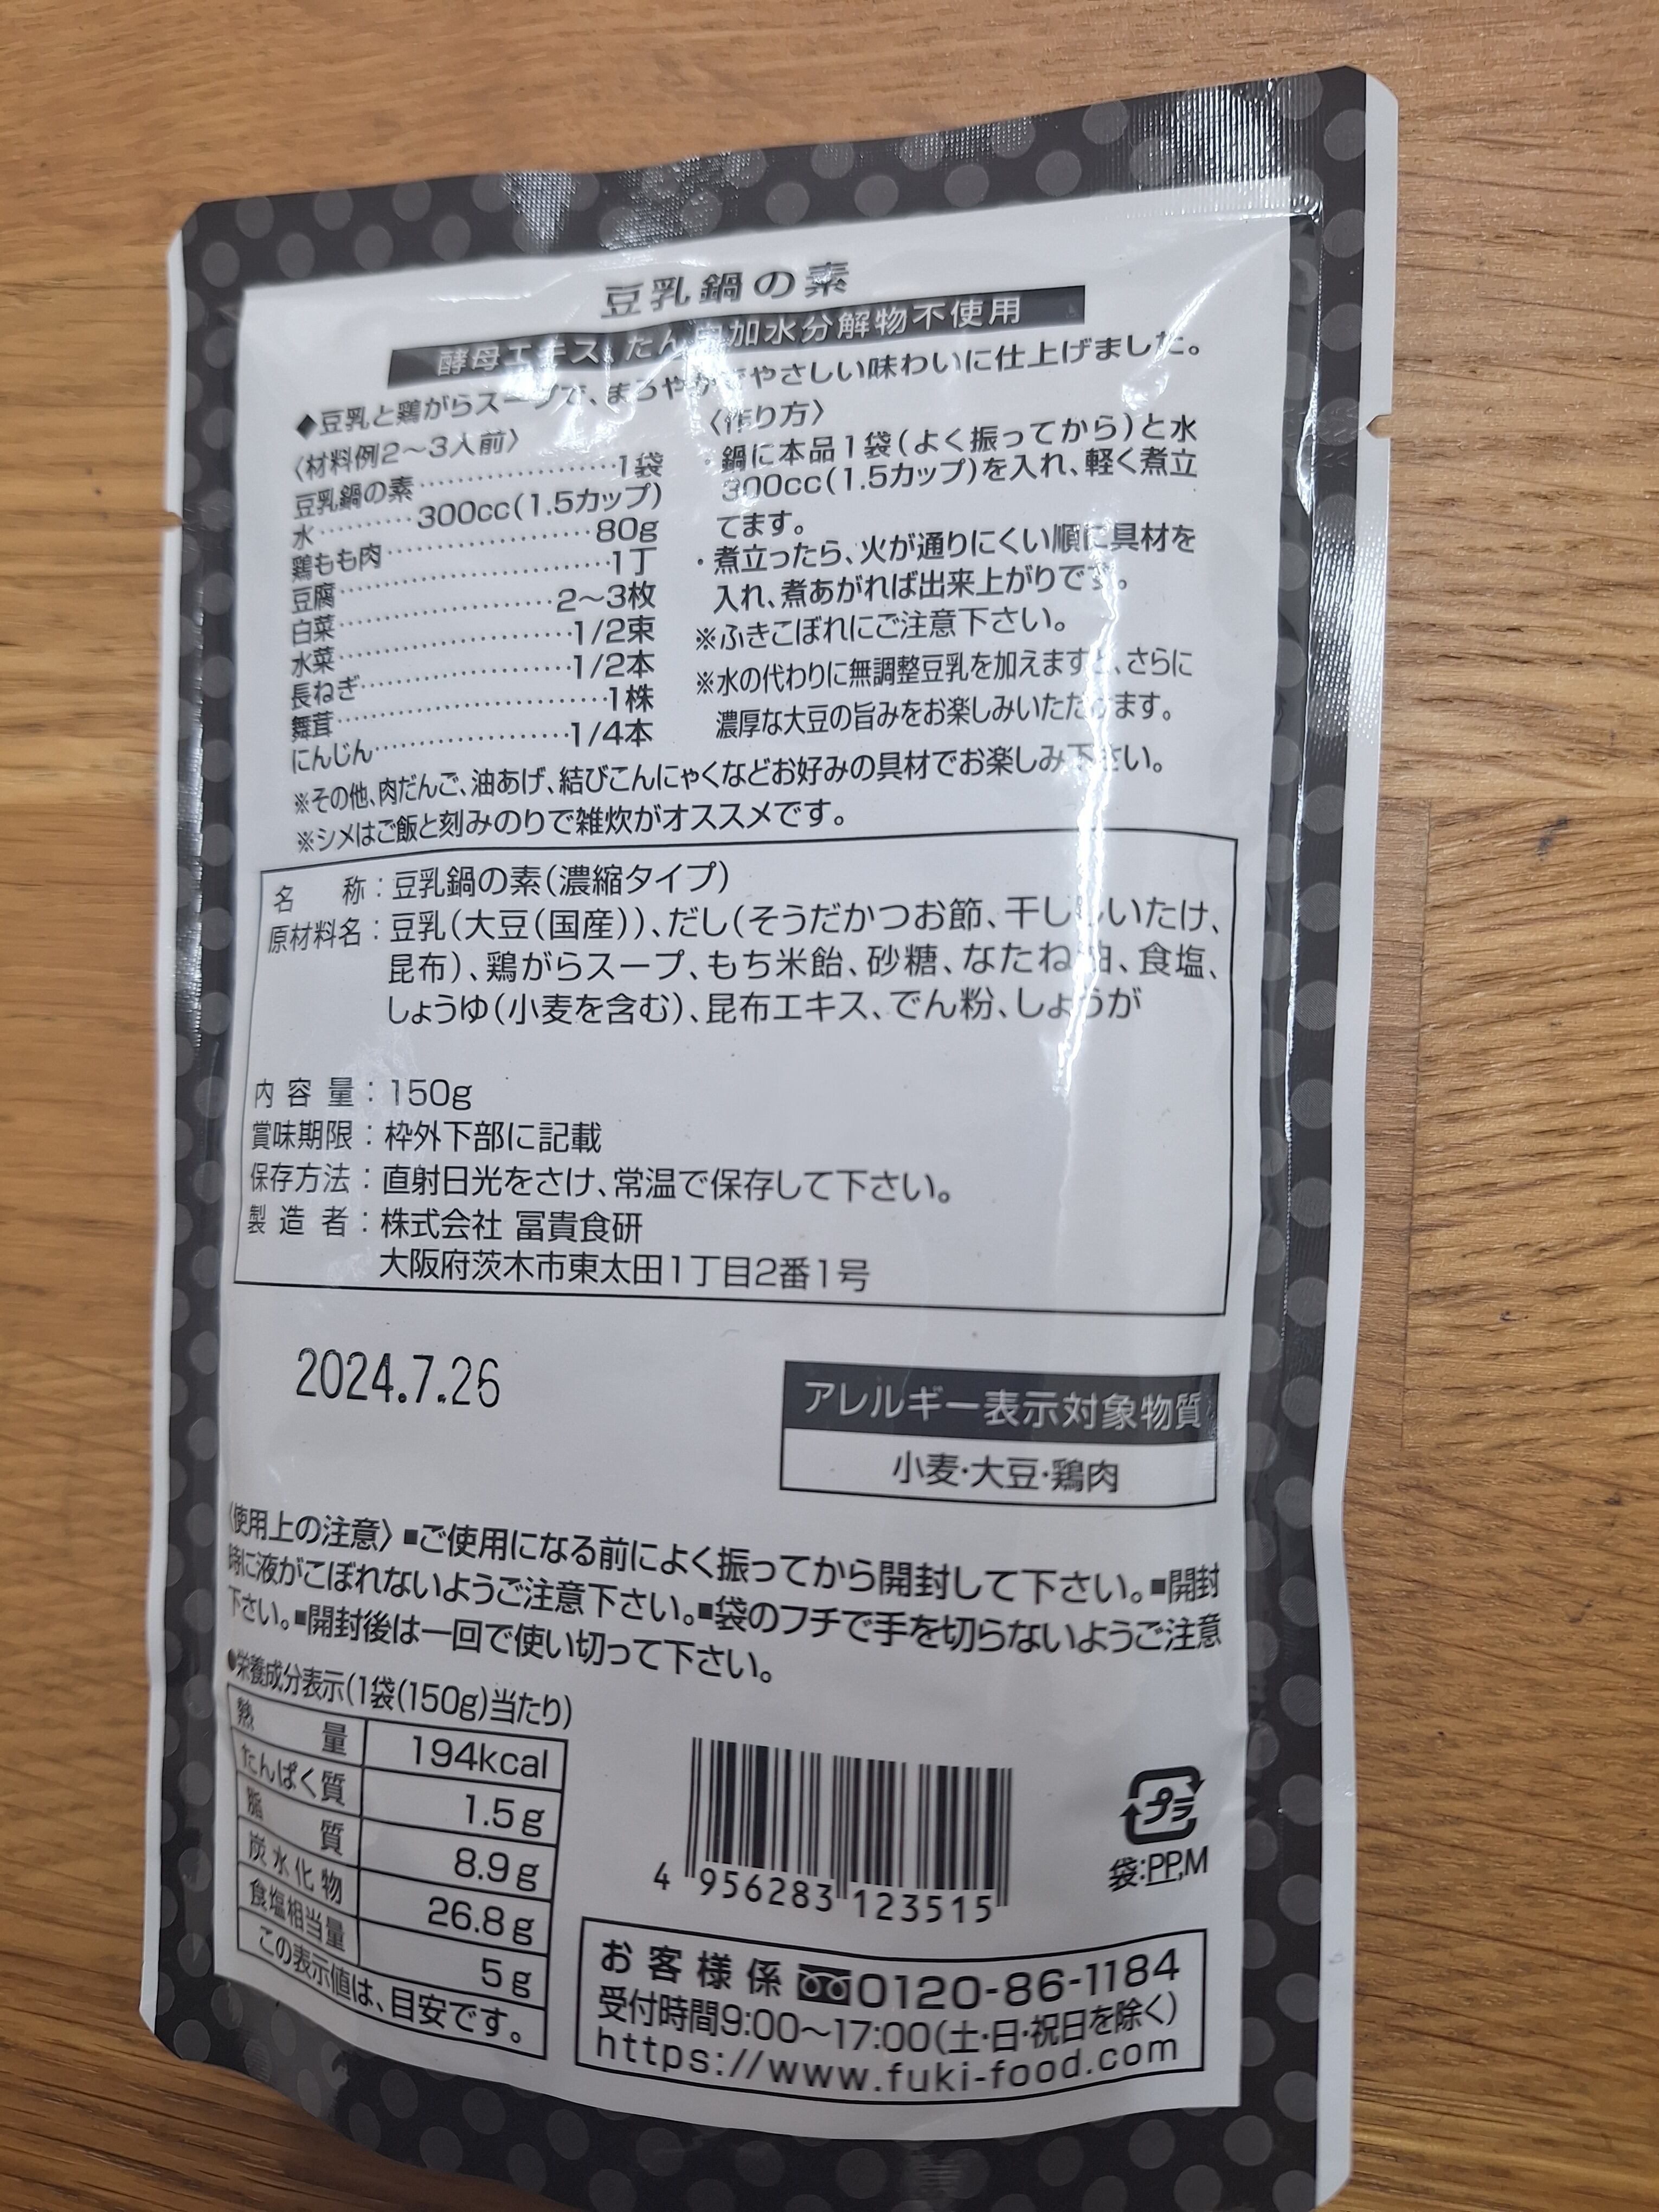 豆乳鍋の素
酵母エキス、たん白加水分解物不使用
◆豆乳と鶏がらスープで、まろやかでやさしい味わいに仕上げました。
〈材料例2〜3人前〉
豆乳鍋の素……………………1袋
水…………300cc(1.5カップ)
鶏もも肉……………………80g
豆腐……………………1丁
白菜……………………2〜3枚
水菜……………………1/2束
長ねぎ……………………1/2本
舞茸……………………1株
にんじん……………………1/4本
〈作り方〉
・鍋に本品1袋(よく振ってから)と水
300cc(1.5カップ)を入れ、軽く煮立
てます。
・煮立ったら、火が通りにくい順に具材を
入れ、煮あがれば出来上がりです。
※ふきこぼれにご注意下さい。
※水の代わりに無調整豆乳を加えますと、さらに
濃厚な大豆の旨みをお楽しみいただけます。
※その他、肉だんご、油あげ、結びこんにゃくなどお好みの具材でお楽しみ下さい。
※シメはご飯と刻みのりで雑炊がオススメです。
名称:豆乳鍋の素(濃縮タイプ)
原材料名:豆乳(大豆(国産))、だし(そうだかつお節、干ししいたけ、
昆布)、鶏がらスープ、もち米飴、砂糖、なたね油、食塩、
しょうゆ(小麦を含む)、昆布エキス、でん粉、しょうが
内容量:150g
賞味期限:枠外下部に記載
保存方法:直射日光をさけ、常温で保存して下さい。
製造者:株式会社 冨貴食研
大阪府茨木市東太田1丁目2番1号
2024.7.26
アレルギー表示対象物質
小麦・大豆・鶏肉
〈使用上の注意〉■ご使用になる前によく振ってから開封して下さい。■開封
時に液がこぼれないようご注意下さい。■袋のフチで手を切らないようご注意
下さい。■開封後は一回で使い切って下さい。
●栄養成分表示(1袋(150g)当たり)
熱量 194kcal
たんぱく質 1.5g
脂質 8.9g
炭水化物 26.8g
食塩相当量 5g
この表示値は、目安です。
4 956283 123515
プラ
袋:PP,M
お客様係 0120-86-1184
受付時間9:00〜17:00(土・日・祝日を除く)
https://www.fuki-food.com